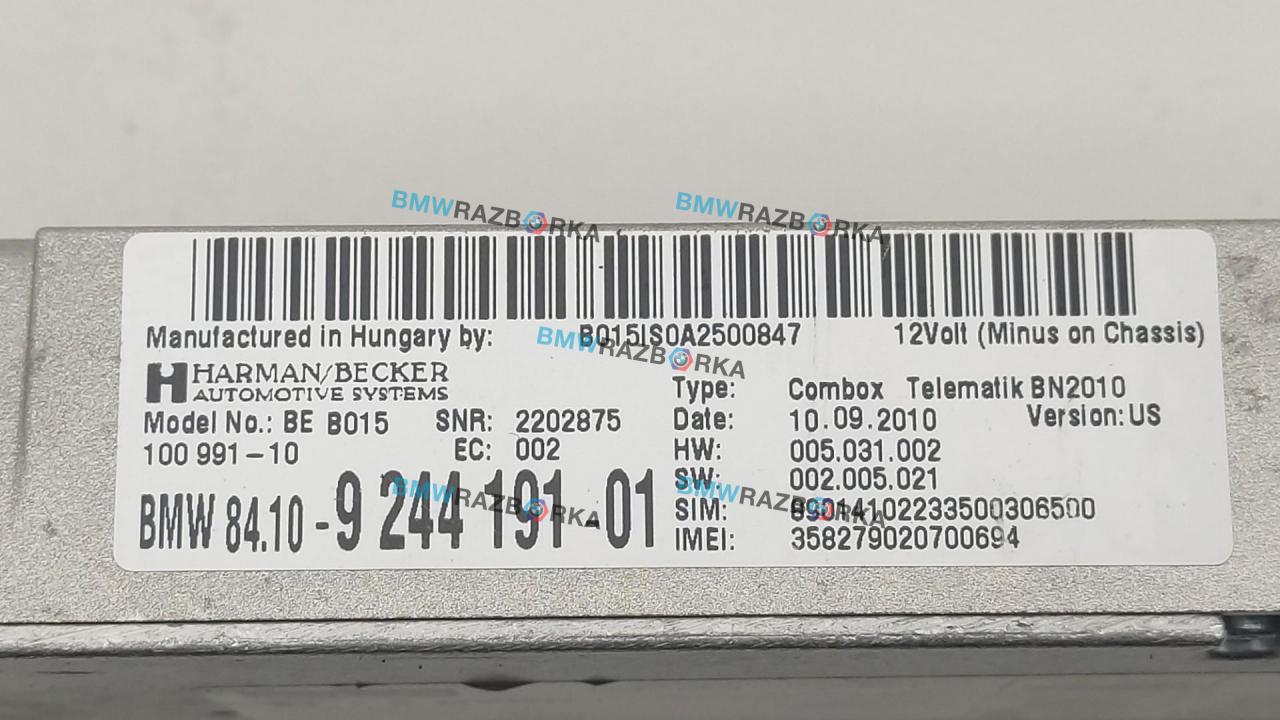 BMWRAZBORKA BMWRAZBORKA
Manufactured in Hungary by: B015IS0A2500847 12Volt (Minus on Chassis)
BMWRAZBORKA
HARMAN/BECKER
AUTOMOTIVE SYSTEMS
Type: Combox Telematik BN2010
Model No.: BE B015 SNR: 2202875 Date: 10.09.2010 Version: US
100 991-10 EC: 002 HW: 005.031.002
SW: 002.005.021
BMWRAZBORKA BMWRAZBORKA
BMW 84.10-9 244 191-01 SIM: 89014102233500306500
IMEI: 358279020700694